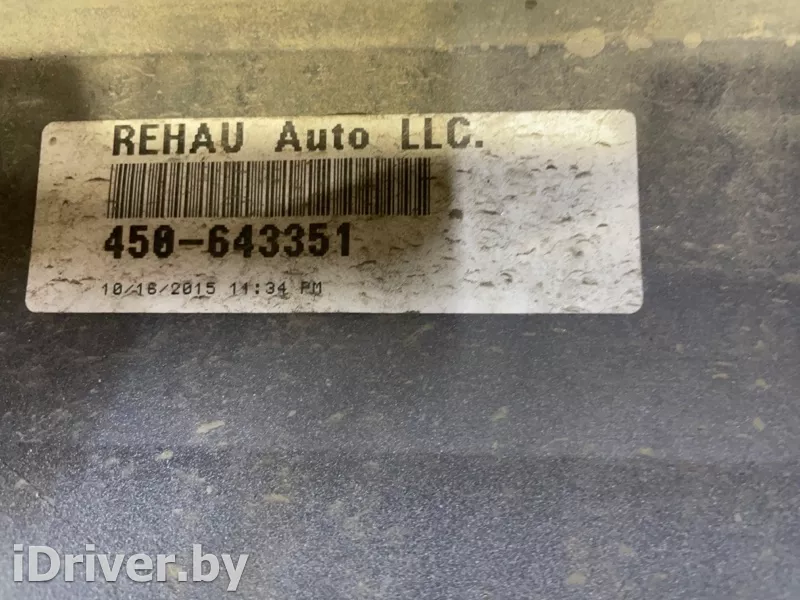 REHAU Auto LLC.
450-643351
10/16/2015 11:34 PM
iDriver.by